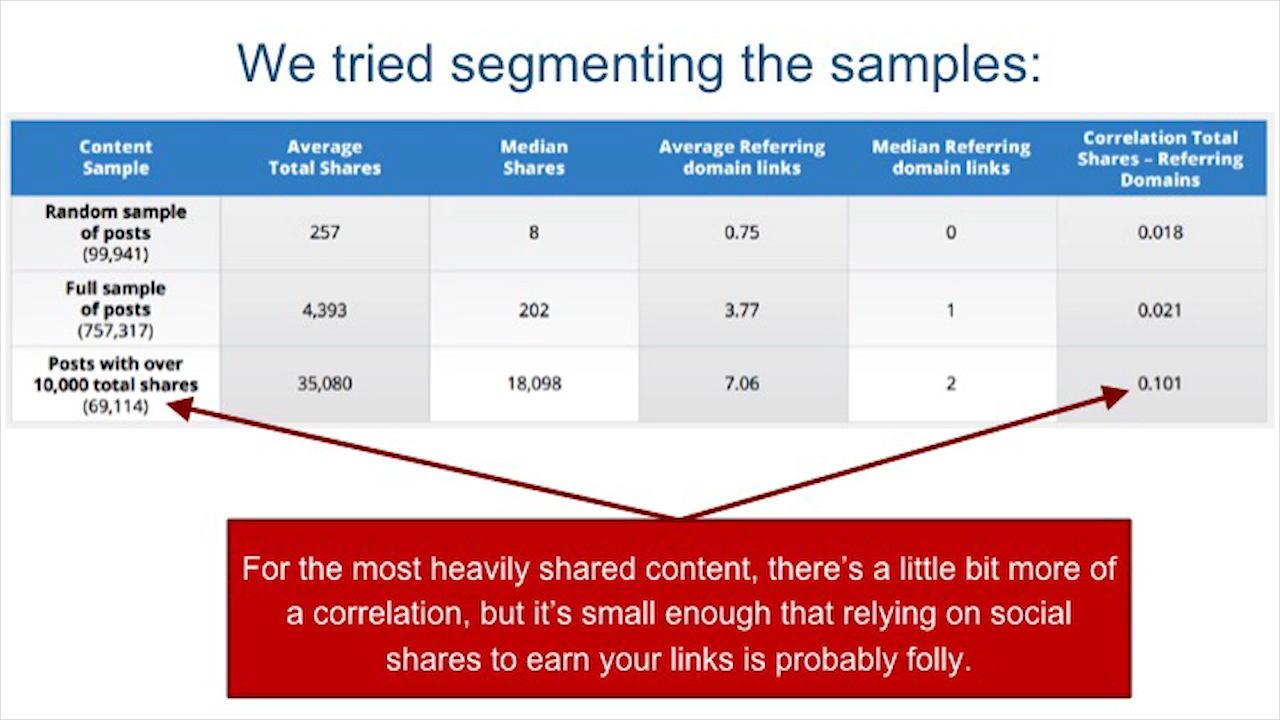 We tried segmenting the samples:
Content
Sample
Average
Total Shares
Median
Shares
Average Referring
domain links
Median Referring
domain links
Correlation Total
Shares – Referring
Domains
Random sample
of posts
(99,941)
257
8
0.75
0
0.018
Full sample
of posts
(757,317)
4,393
202
3.77
1
0.021
Posts with over
10,000 total shares
(69,114)
35,080
18,098
7.06
2
0.101
For the most heavily shared content, there’s a little bit more of
a correlation, but it’s small enough that relying on social
shares to earn your links is probably folly.